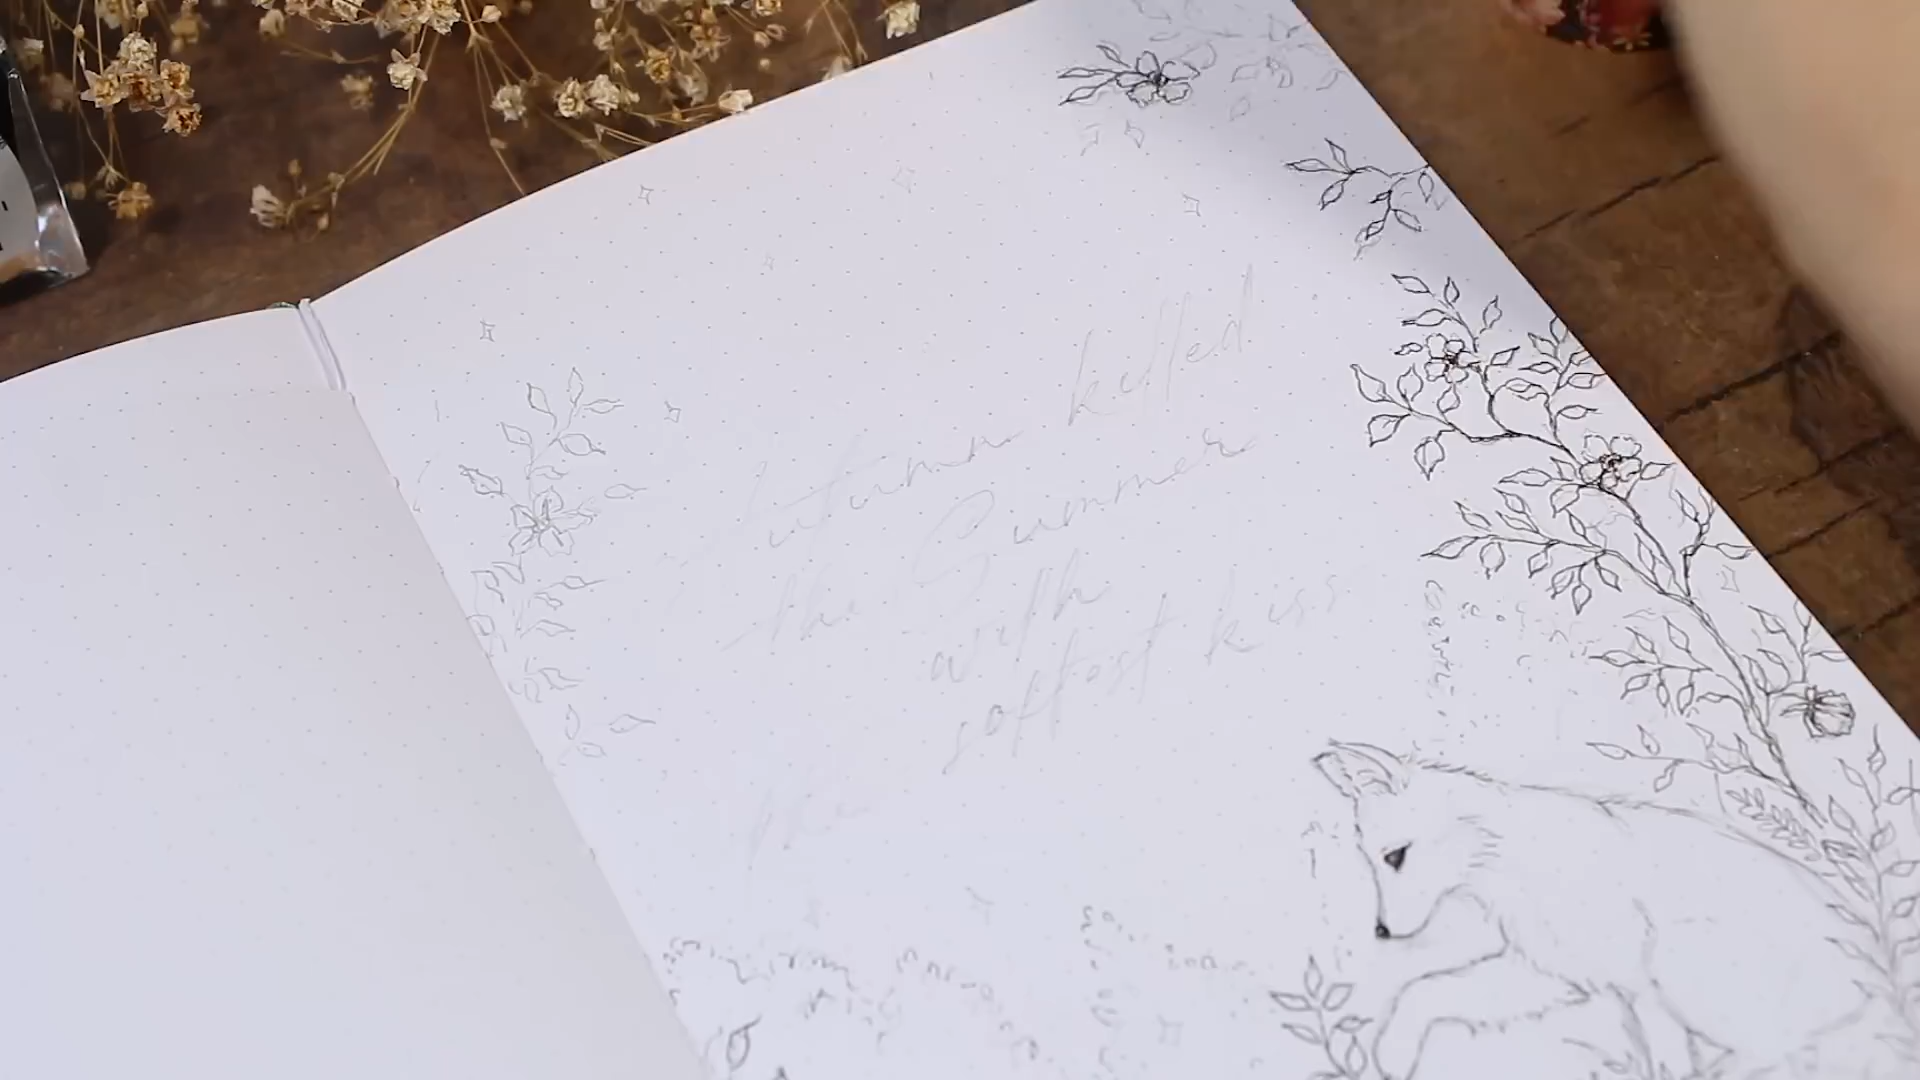 Autumn killed
the Summer
with
softest kiss
the